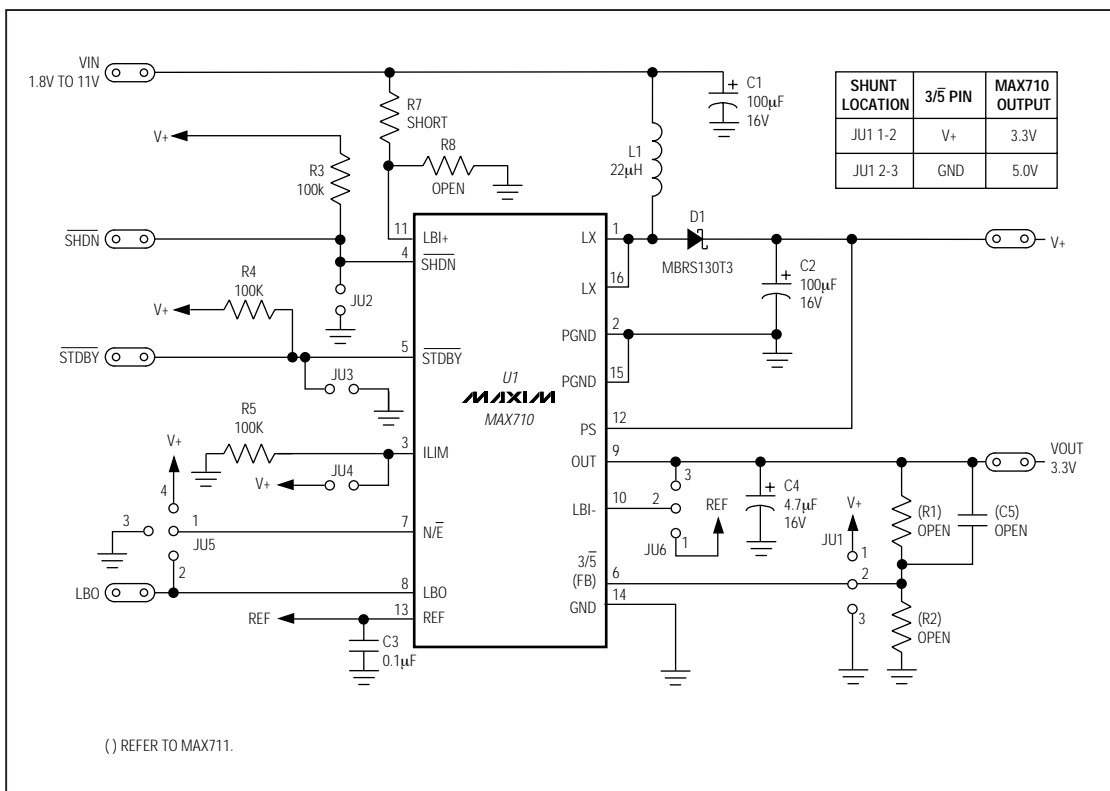 VIN
1.8V TO 11V
V+
R3
100k
R7
SHORT
R8
OPEN
C1
+
100µF
16V
L1
22µH
SHUNT LOCATION
3/5̅ PIN
MAX710 OUTPUT
JU1 1-2
V+
3.3V
JU1 2-3
GND
5.0V
S̅H̅D̅N̅
R4
100K
V+
S̅T̅D̅B̅Y̅
JU2
JU3
R5
100K
V+
V+
JU4
4
3
1
JU5
2
LBO
11
LBI+
4
S̅H̅D̅N̅
5
S̅T̅D̅B̅Y̅
3
ILIM
7
N/E̅
8
LBO
13
REF
REF
C3
0.1µF
U1
MAXIM
MAX710
LX
1
LX
16
PGND
2
PGND
15
PS
12
OUT
9
LBI-
10
3/5̅
(FB)
6
GND
14
D1
MBRS130T3
+
C2
100µF
16V
V+
VOUT
3.3V
3
2
1
JU6
REF
+
C4
4.7µF
16V
V+
JU1
1
2
3
(R1)
OPEN
(C5)
OPEN
(R2)
OPEN
( ) REFER TO MAX711.